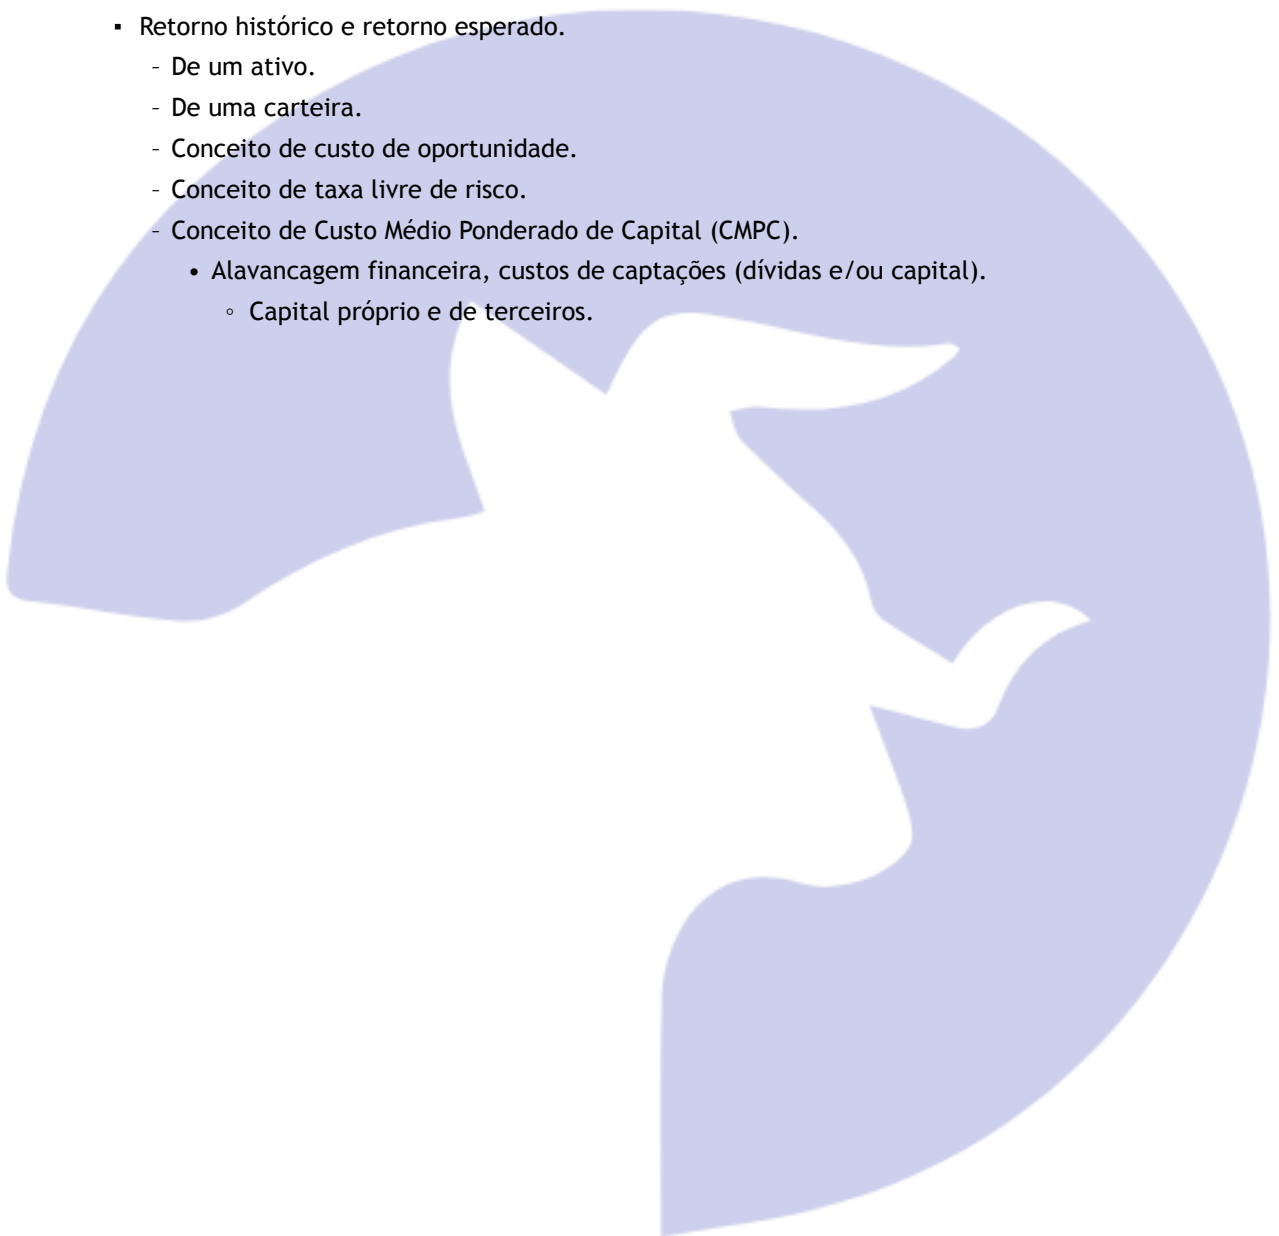 ▪ Retorno histórico e retorno esperado.
– De um ativo.
– De uma carteira.
– Conceito de custo de oportunidade.
– Conceito de taxa livre de risco.
– Conceito de Custo Médio Ponderado de Capital (CMPC).
• Alavancagem financeira, custos de captações (dívidas e/ou capital).
◦ Capital próprio e de terceiros.